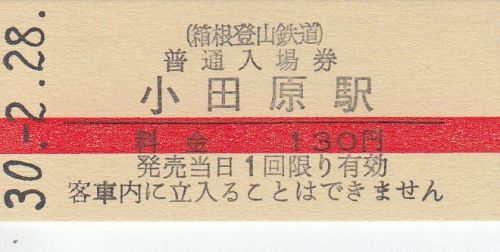 30.-2.28.
(箱根登山鉄道)
普通入場券
小田原駅
料金 130円
発売当日1回限り有効
客車内に立入ることはできません